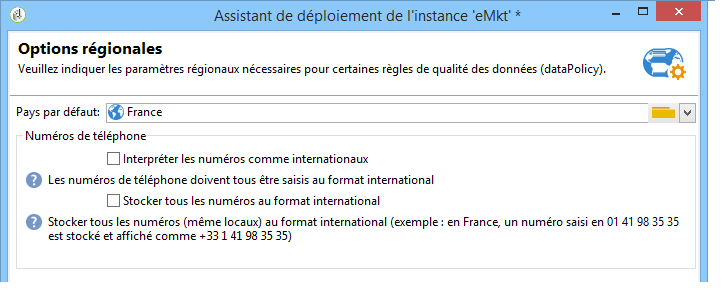 Assistant de déploiement de l'instance 'eMkt' *
Options régionales
Veuillez indiquer les paramètres régionaux nécessaires pour certaines règles de qualité des données (dataPolicy).
Pays par défaut: France
Numéros de téléphone
Interpréter les numéros comme internationaux
Les numéros de téléphone doivent tous être saisis au format international
Stocker tous les numéros au format international
Stocker tous les numéros (même locaux) au format international (exemple : en France, un numéro saisi en 01 41 98 35 35
est stocké et affiché comme +33 1 41 98 35 35)